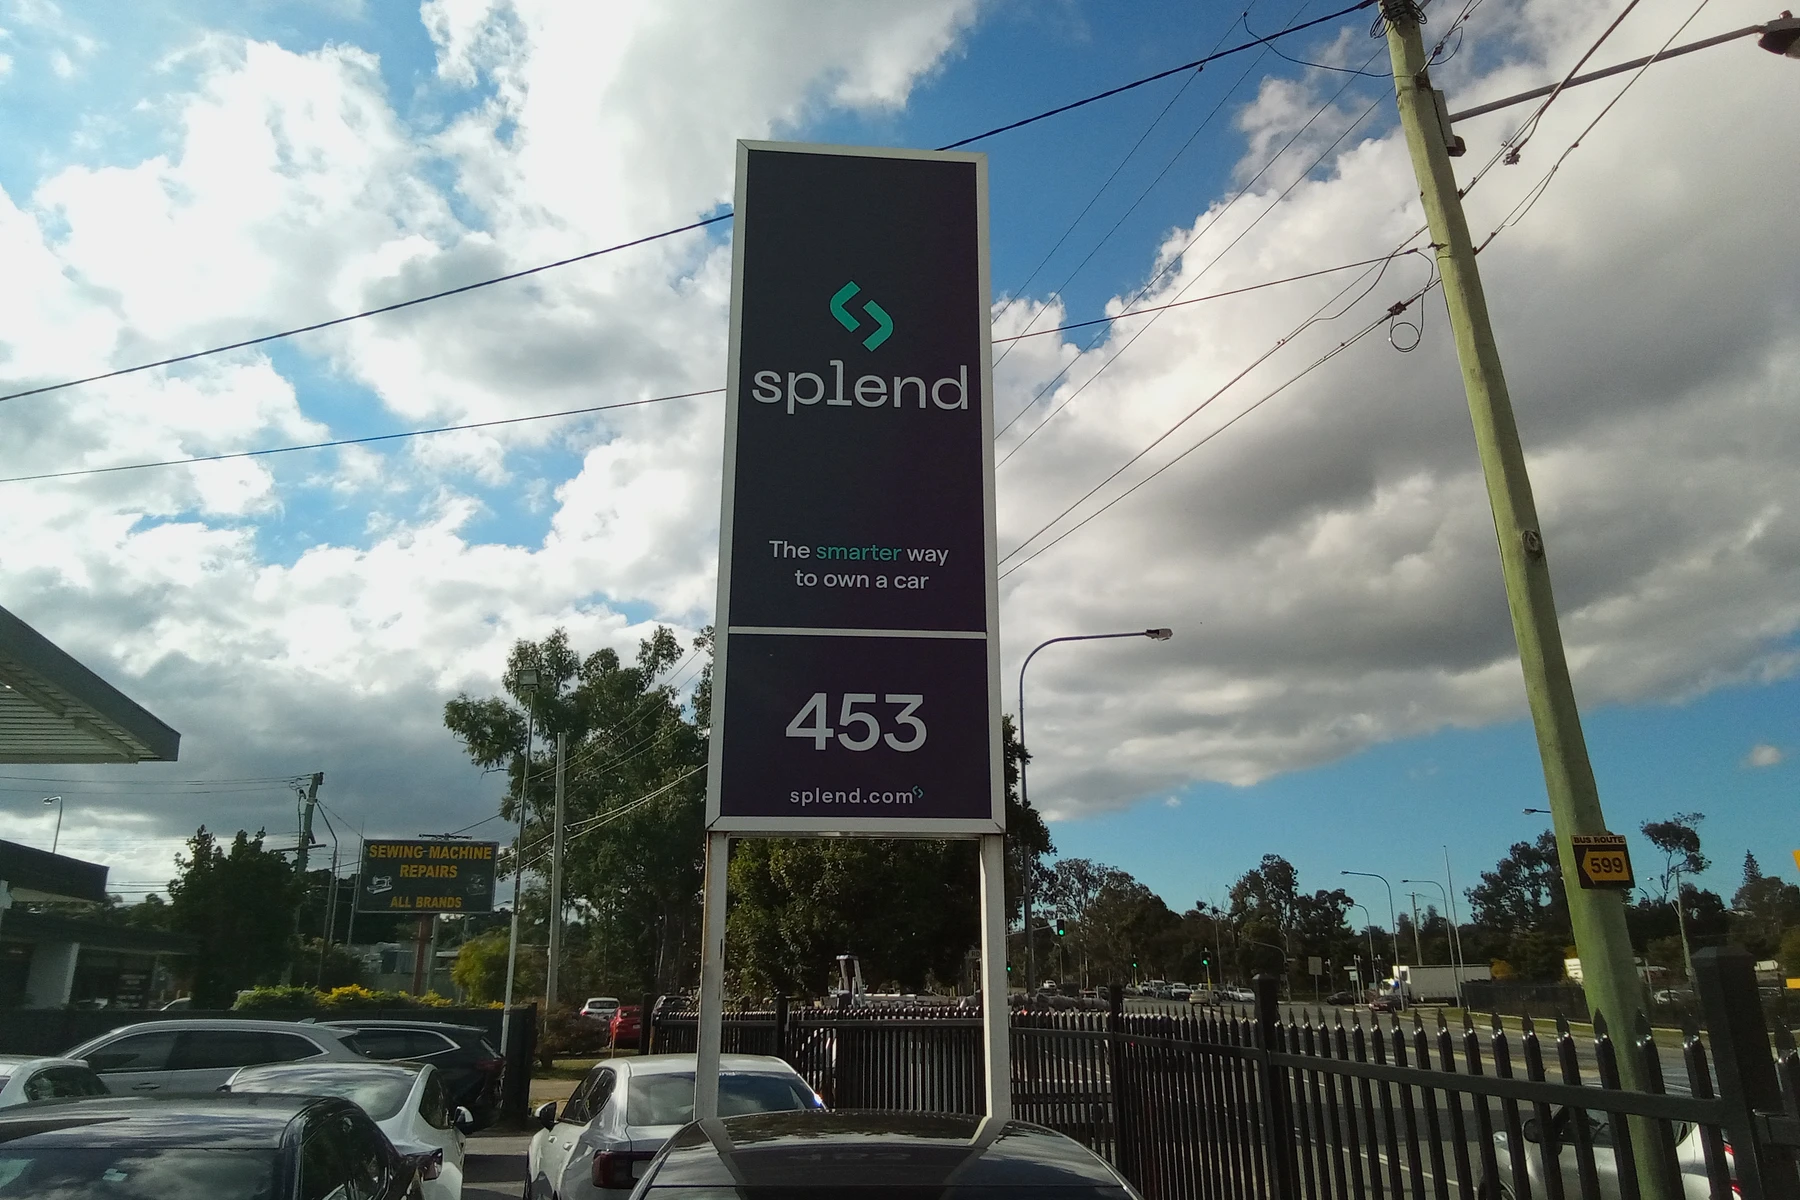 splend
The smarter way
to own a car
453
splend.com
SEWING MACHINE
REPAIRS
ALL BRANDS
BUS ROUTE
599